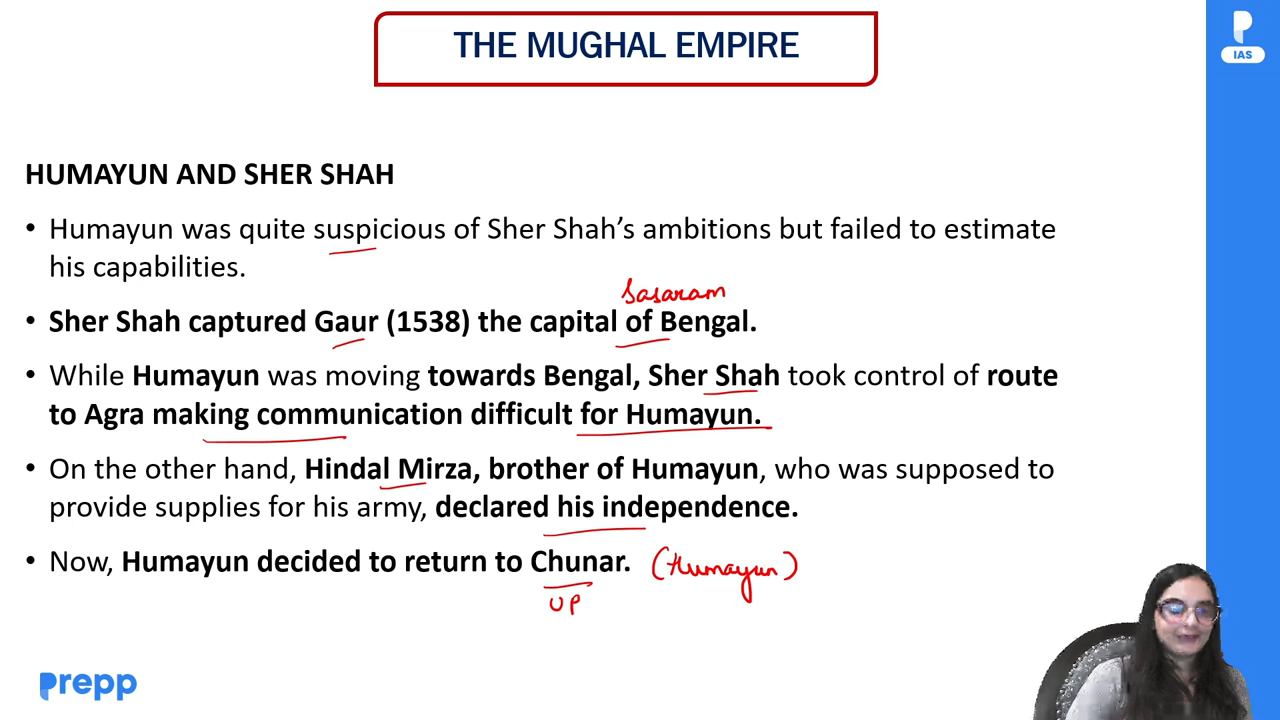 THE MUGHAL EMPIRE
IAS
HUMAYUN AND SHER SHAH
• Humayun was quite suspicious of Sher Shah’s ambitions but failed to estimate
his capabilities.
Sasaram
• Sher Shah captured Gaur (1538) the capital of Bengal.
• While Humayun was moving towards Bengal, Sher Shah took control of route
to Agra making communication difficult for Humayun.
• On the other hand, Hindal Mirza, brother of Humayun, who was supposed to
provide supplies for his army, declared his independence.
• Now, Humayun decided to return to Chunar. (Humayun)
UP
prepp